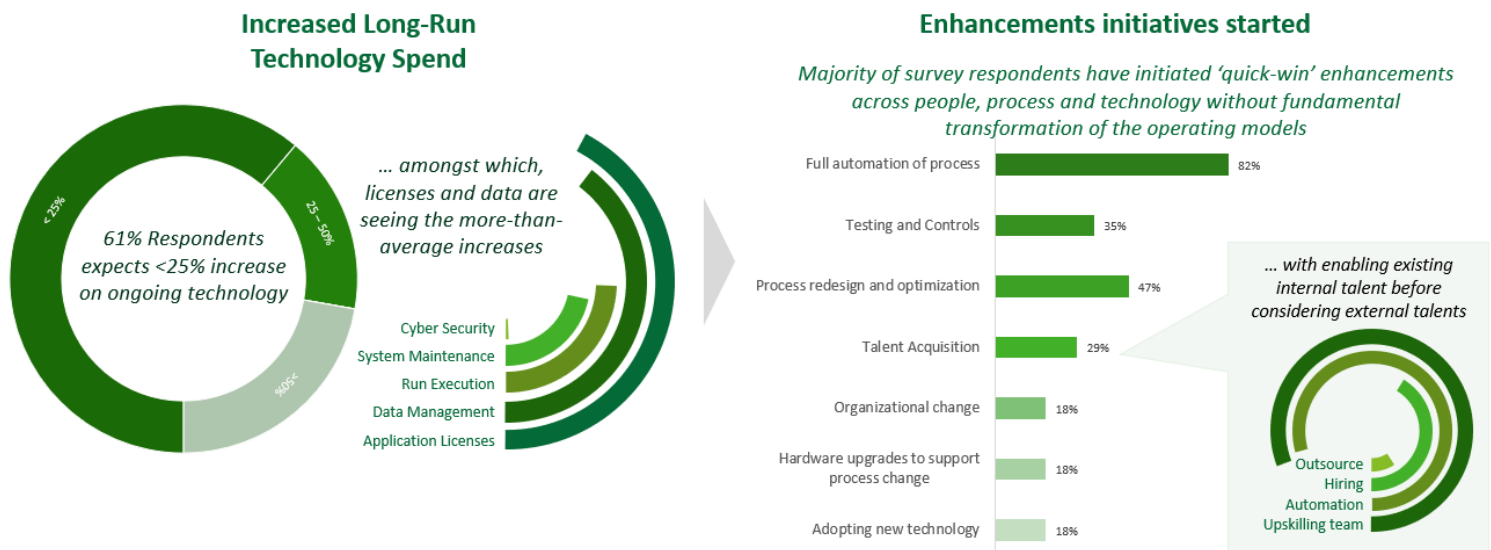 Increased Long-Run
Technology Spend
< 25%
25 – 50%
>50%
61% Respondents
expects <25% increase
on ongoing technology
... amongst which,
licenses and data are
seeing the more-than-
average increases
Cyber Security
System Maintenance
Run Execution
Data Management
Application Licenses
Enhancements initiatives started
Majority of survey respondents have initiated ‘quick-win’ enhancements
across people, process and technology without fundamental
transformation of the operating models
Full automation of process
82%
Testing and Controls
35%
Process redesign and optimization
47%
Talent Acquisition
29%
Organizational change
18%
Hardware upgrades to support
process change
18%
Adopting new technology
18%
... with enabling existing
internal talent before
considering external talents
Outsource
Hiring
Automation
Upskilling team